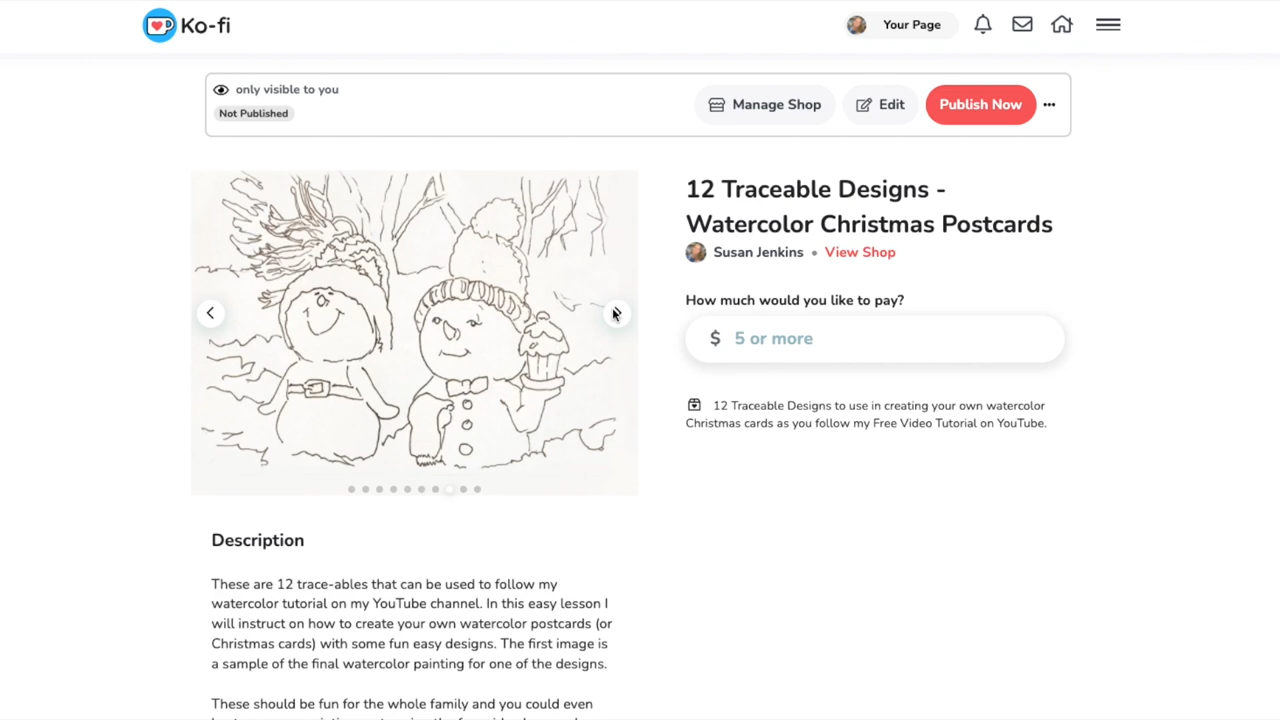 Ko-fi
Your Page
only visible to you
Not Published
Manage Shop
Edit
Publish Now
12 Traceable Designs -
Watercolor Christmas Postcards
Susan Jenkins • View Shop
How much would you like to pay?
$ 5 or more
12 Traceable Designs to use in creating your own watercolor
Christmas cards as you follow my Free Video Tutorial on YouTube.
Description
These are 12 trace-ables that can be used to follow my
watercolor tutorial on my YouTube channel. In this easy lesson I
will instruct on how to create your own watercolor postcards (or
Christmas cards) with some fun easy designs. The first image is
a sample of the final watercolor painting for one of the designs.
These should be fun for the whole family and you could even